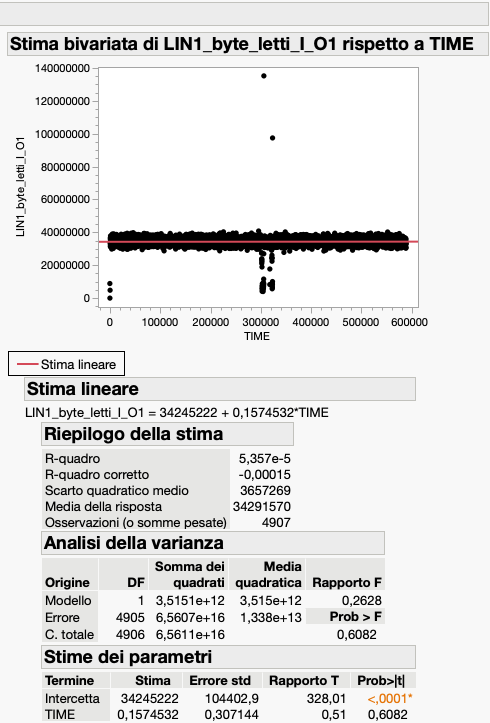 Stima bivariata di LIN1_byte_letti_I_O1 rispetto a TIME
140000000
120000000
100000000
80000000
60000000
40000000
20000000
0
LIN1_byte_letti_I_O1
0 100000 200000 300000 400000 500000 600000
TIME
Stima lineare
Stima lineare
LIN1_byte_letti_I_O1 = 34245222 + 0,1574532*TIME
Riepilogo della stima
R-quadro 5,357e-5
R-quadro corretto -0,00015
Scarto quadratico medio 3657269
Media della risposta 34291570
Osservazioni (o somme pesate) 4907
Analisi della varianza
Origine DF Somma dei quadrati Media quadratica Rapporto F
Modello 1 3,5151e+12 3,515e+12 0,2628
Errore 4905 6,5607e+16 1,338e+13 Prob > F
C. totale 4906 6,5611e+16 0,6082
Stime dei parametri
Termine Stima Errore std Rapporto T Prob>|t|
Intercetta 34245222 104402,9 328,01 <,0001*
TIME 0,1574532 0,307144 0,51 0,6082